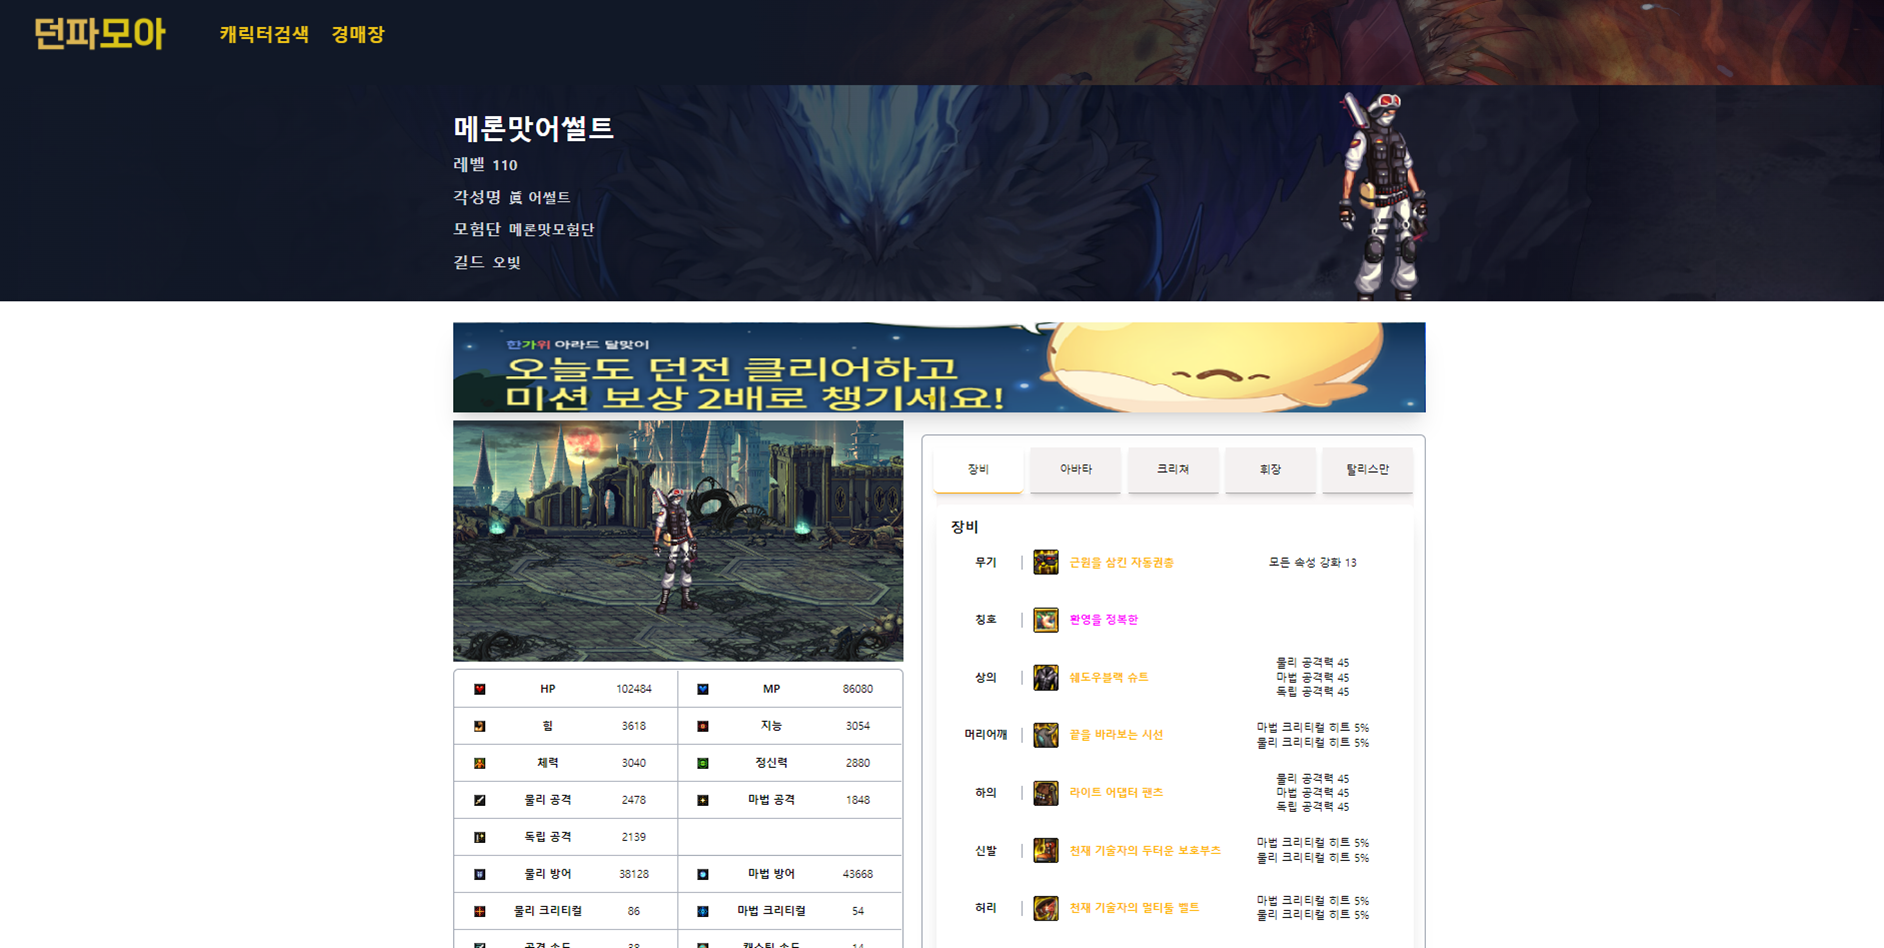 던파모아
캐릭터검색 경매장
메론맛어썰트
레벨 110
각성명 眞 어썰트
모험단 메론맛모험단
길드 오빛
한가위 아라드 달맞이
오늘도 던전 클리어하고
미션 보상 2배로 챙기세요!
장비 아바타 크리쳐 휘장 탈리스만
장비
무기 근원을 삼킨 자동권총 모든 속성 강화 13
칭호 환영을 정복한
상의 쉐도우블랙 슈트
물리 공격력 45
마법 공격력 45
독립 공격력 45
머리어깨 끝을 바라보는 시선
마법 크리티컬 히트 5%
물리 크리티컬 히트 5%
하의 라이트 어댑터 팬츠
물리 공격력 45
마법 공격력 45
독립 공격력 45
신발 천재 기술자의 두터운 보호부츠
마법 크리티컬 히트 5%
물리 크리티컬 히트 5%
허리 천재 기술자의 멀티툴 벨트
마법 크리티컬 히트 5%
물리 크리티컬 히트 5%
HP 102484 MP 86080
힘 3618 지능 3054
체력 3040 정신력 2880
물리 공격 2478 마법 공격 1848
독립 공격 2139
물리 방어 38128 마법 방어 43668
물리 크리티컬 86 마법 크리티컬 54
공격 속도 캐스팅 속도